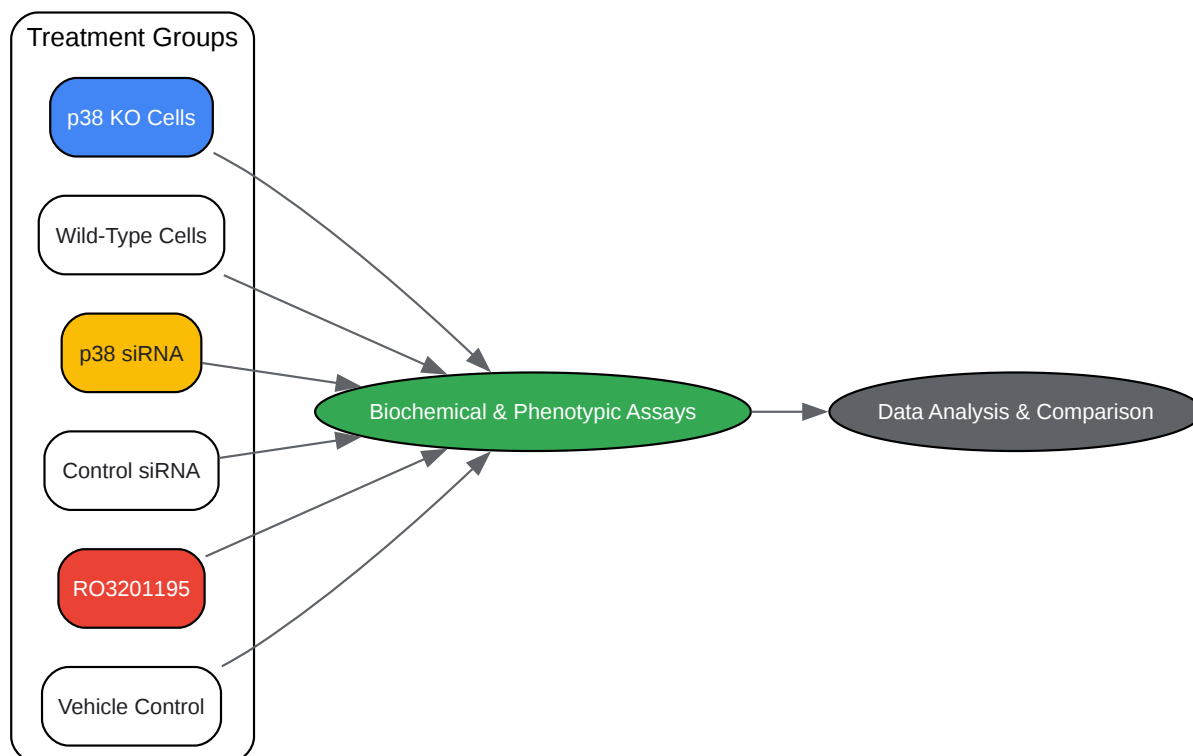 Treatment Groups
p38 KO Cells
Wild-Type Cells
p38 siRNA
Control siRNA
RO3201195
Vehicle Control
Biochemical & Phenotypic Assays
Data Analysis & Comparison